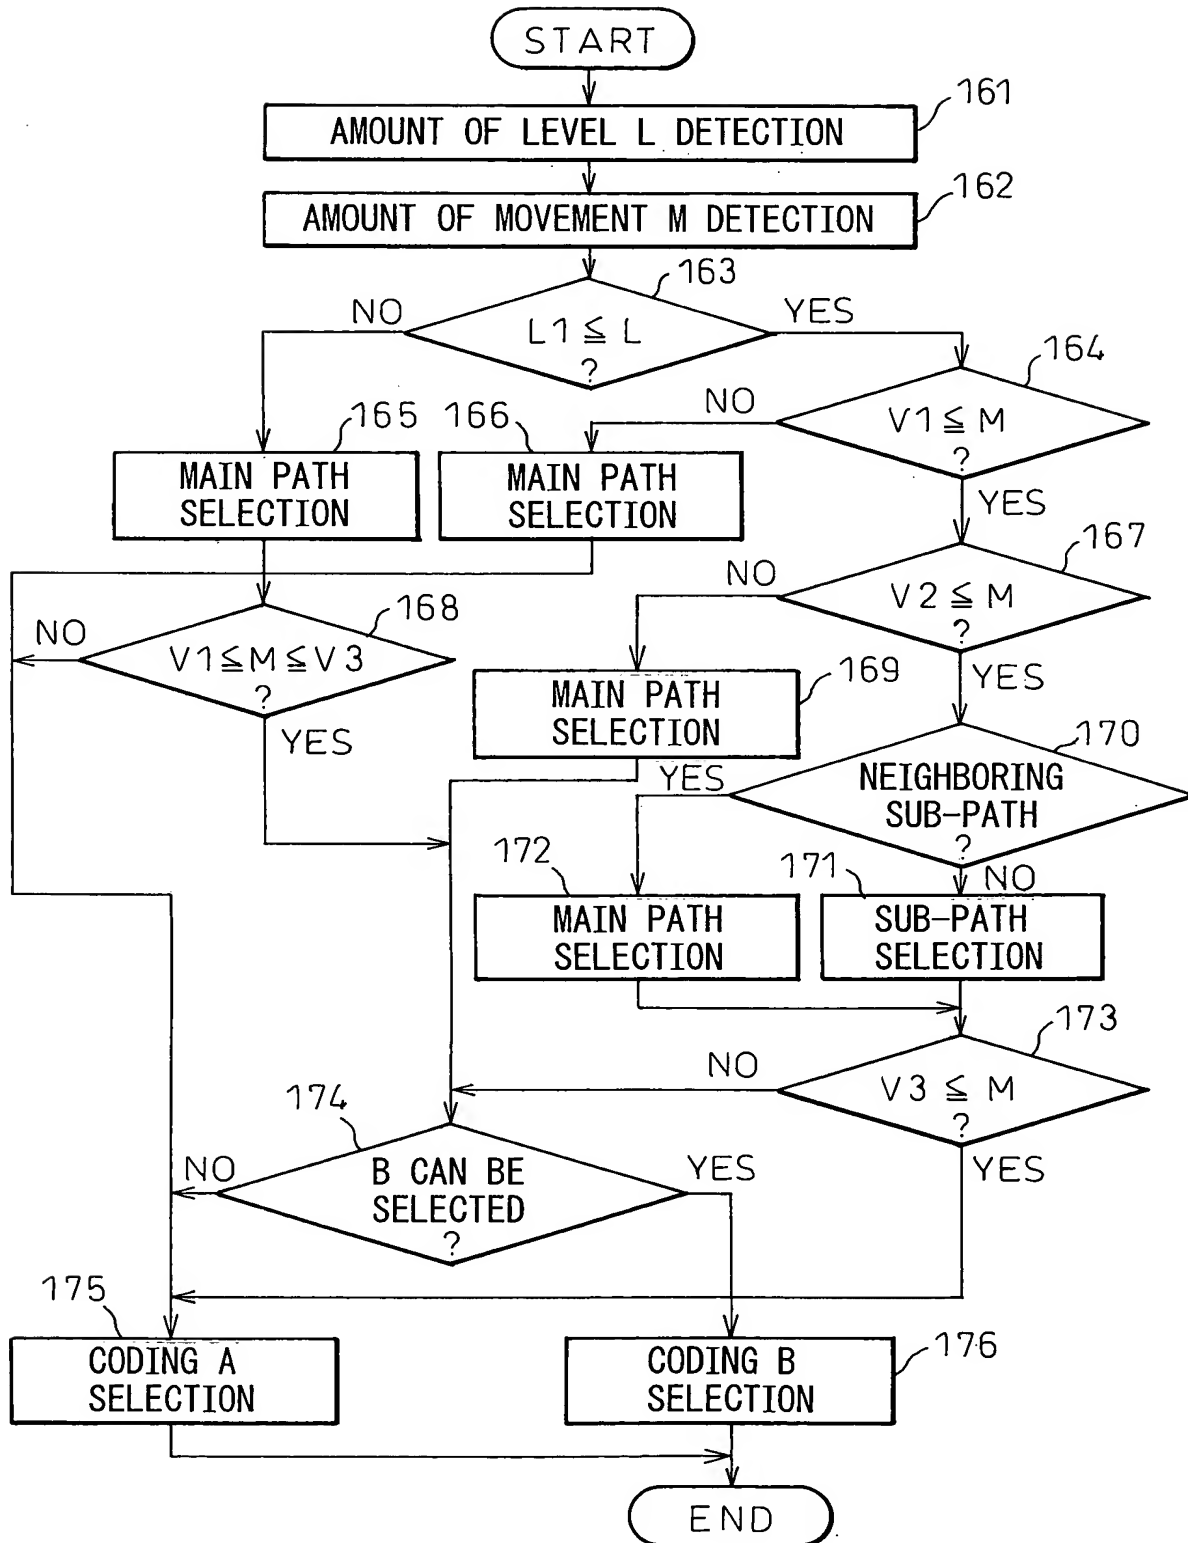 START
161
AMOUNT OF LEVEL L DETECTION
162
AMOUNT OF MOVEMENT M DETECTION
163
NO
YES
L1 ≦ L
?
164
NO
V1 ≦ M
?
YES
165
MAIN PATH
SELECTION
166
MAIN PATH
SELECTION
167
NO
V2 ≦ M
?
YES
168
NO
V1 ≦ M ≦ V3
?
YES
169
MAIN PATH
SELECTION
170
YES
NEIGHBORING
SUB-PATH
?
NO
172
MAIN PATH
SELECTION
171
SUB-PATH
SELECTION
173
NO
V3 ≦ M
?
YES
174
NO
B CAN BE
SELECTED
?
YES
175
CODING A
SELECTION
CODING B
SELECTION
176
END